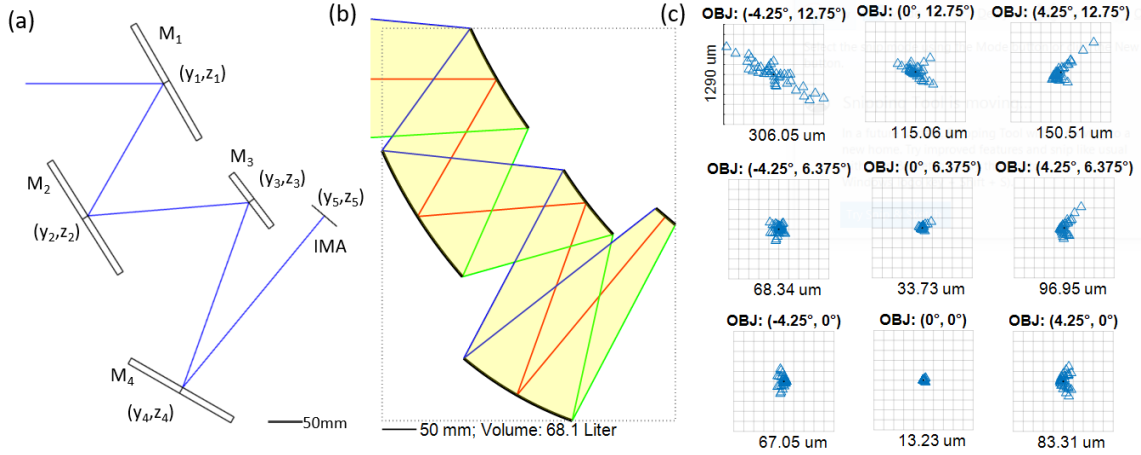 (a)
M1
(y1,z1)
M2
(y2,z2)
M3
(y3,z3)
(y5,z5)
IMA
M4
(y4,z4)
50mm
(b)
50 mm; Volume: 68.1 Liter
(c)
OBJ: (-4.25°, 12.75°)
OBJ: (0°, 12.75°)
OBJ: (4.25°, 12.75°)
1290 um
306.05 um
115.06 um
150.51 um
OBJ: (-4.25°, 6.375°)
OBJ: (0°, 6.375°)
OBJ: (4.25°, 6.375°)
68.34 um
33.73 um
96.95 um
OBJ: (-4.25°, 0°)
OBJ: (0°, 0°)
OBJ: (4.25°, 0°)
67.05 um
13.23 um
83.31 um